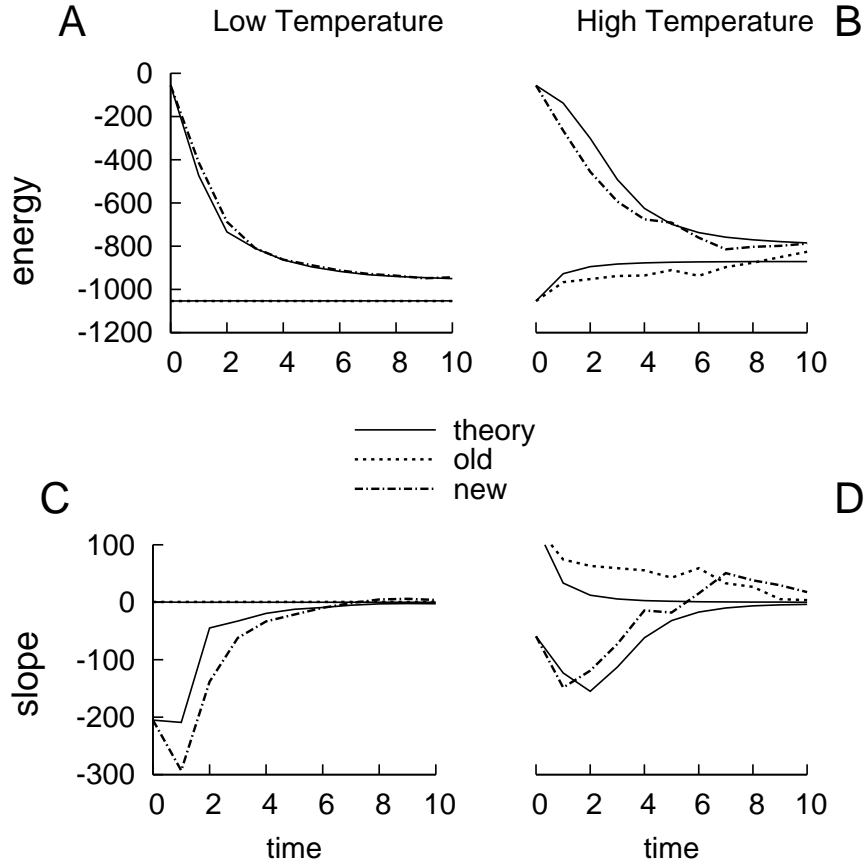 A Low Temperature High Temperature B
0
-200
-400
-600
-800
-1000
-1200
energy
0 2 4 6 8 10
0 2 4 6 8 10
theory
old
new
C D
100
0
-100
-200
-300
slope
0 2 4 6 8 10
0 2 4 6 8 10
time time